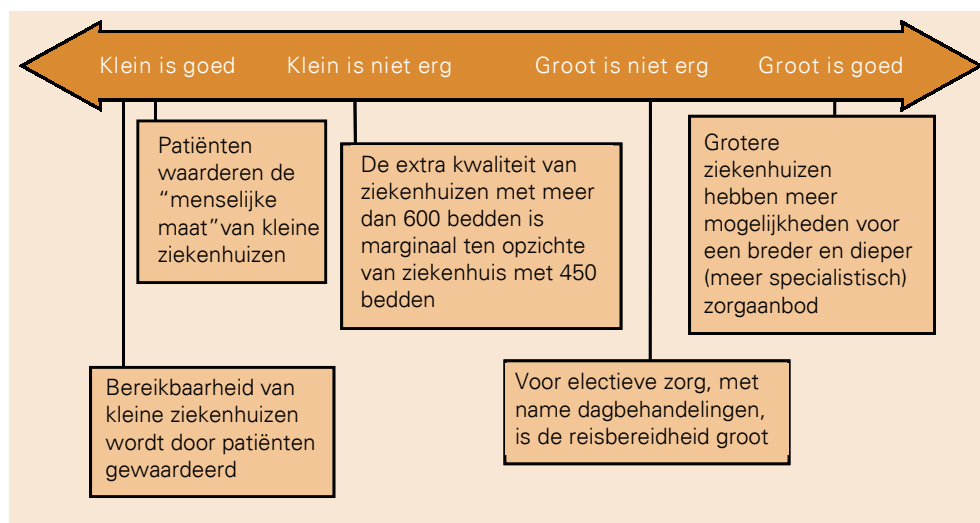 Klein is goed Klein is niet erg Groot is niet erg Groot is goed
Patiënten
waarderen de
“menselijke
maat”van kleine
ziekenhuizen
De extra kwaliteit van
ziekenhuizen met meer
dan 600 bedden is
marginaal ten opzichte
van ziekenhuis met 450
bedden
Grotere
ziekenhuizen
hebben meer
mogelijkheden voor
een breder en dieper
(meer specialistisch)
zorgaanbod
Bereikbaarheid van
kleine ziekenhuizen
wordt door patiënten
gewaardeerd
Voor electieve zorg, met
name dagbehandelingen,
is de reisbereidheid groot